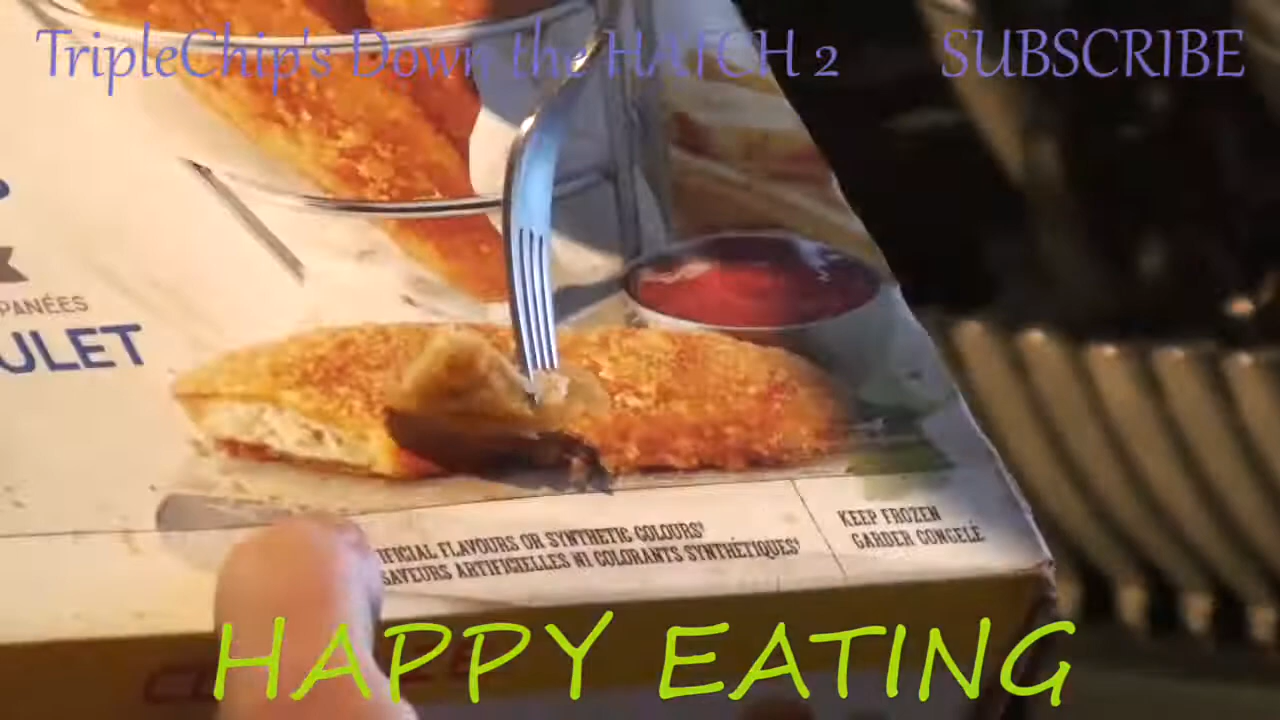 TripleChip's Down the HATCH 2 SUBSCRIBE
PANÉES
ULET
IFICIAL FLAVOURS OR SYNTHETIC COLOURS
SAVEURS ARTIFICIELLES NI COLORANTS SYNTHÉTIQUES
KEEP FROZEN
GARDER CONGELÉ
HAPPY EATING